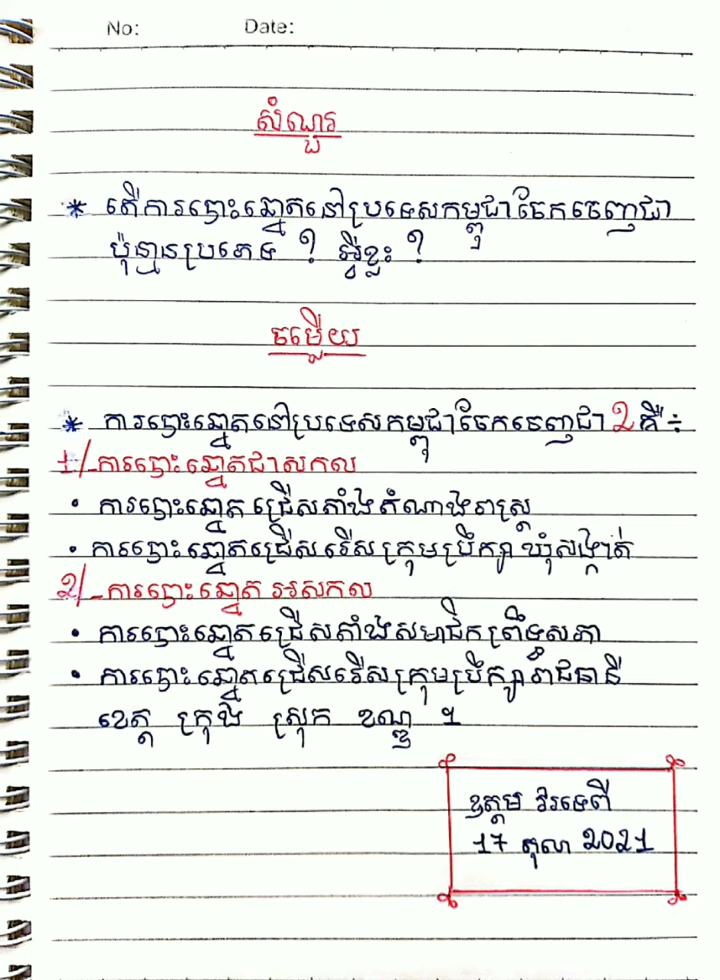 No: Date:
សំណួរ
* តើការបោះឆ្នោតនៅប្រទេសកម្ពុជាចែកចេញជា
ប៉ុន្មានប្រភេទ ? អ្វីខ្លះ ?
ចម្លើយ
* ការបោះឆ្នោតនៅប្រទេសកម្ពុជាចែកចេញជា 2 គឺ ÷
1/-ការបោះឆ្នោតជាសកល
• ការបោះឆ្នោត ជ្រើសតាំងតំណាងរាស្ត្រ
• ការបោះឆ្នោតជ្រើសរើស ក្រុមប្រឹក្សា ឃុំសង្កាត់
2/-ការបោះឆ្នោត អសកល
• ការបោះឆ្នោតជ្រើសតាំងសមាជិកព្រឹទ្ធសភា
• ការបោះឆ្នោតជ្រើសរើសក្រុមប្រឹក្សារាជធានី
ខេត្ត ក្រុង ស្រុក ខណ្ឌ ។
ឧត្តម វរទេពី
17 តុលា 2021